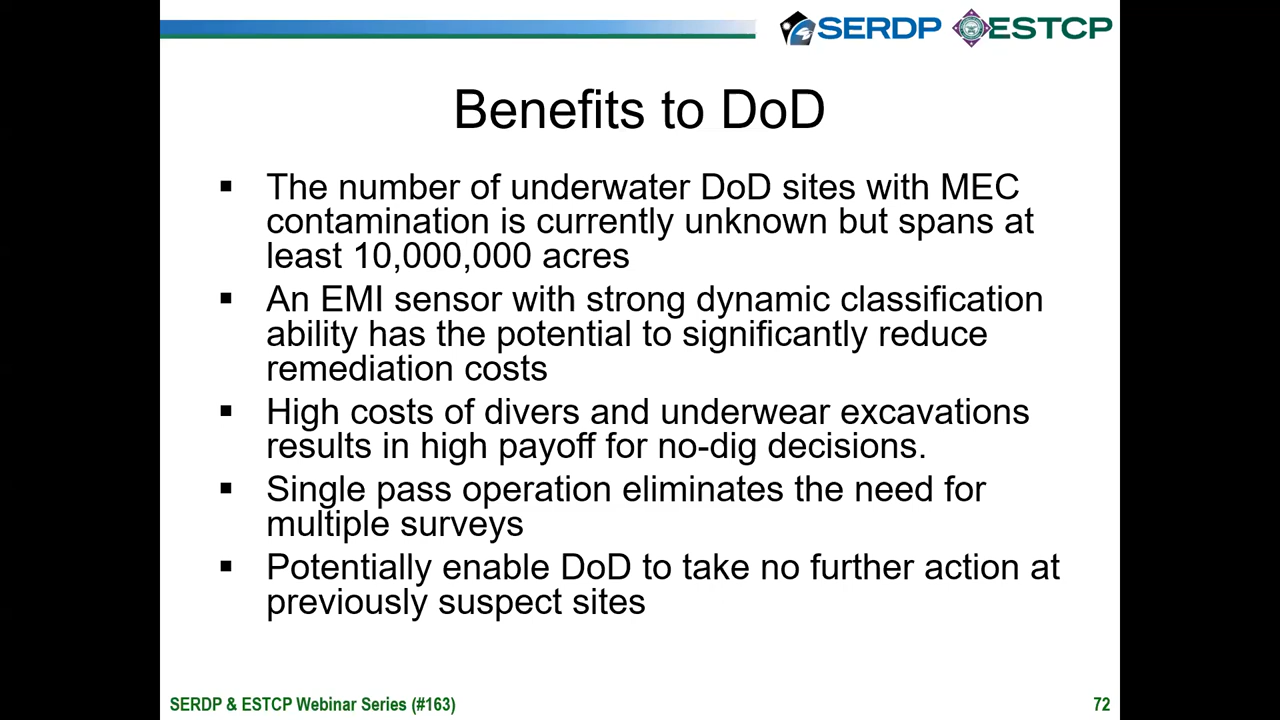 SERDP ESTCP
Benefits to DoD
▪ The number of underwater DoD sites with MEC
contamination is currently unknown but spans at
least 10,000,000 acres
▪ An EMI sensor with strong dynamic classification
ability has the potential to significantly reduce
remediation costs
▪ High costs of divers and underwear excavations
results in high payoff for no-dig decisions.
▪ Single pass operation eliminates the need for
multiple surveys
▪ Potentially enable DoD to take no further action at
previously suspect sites
SERDP & ESTCP Webinar Series (#163) 72